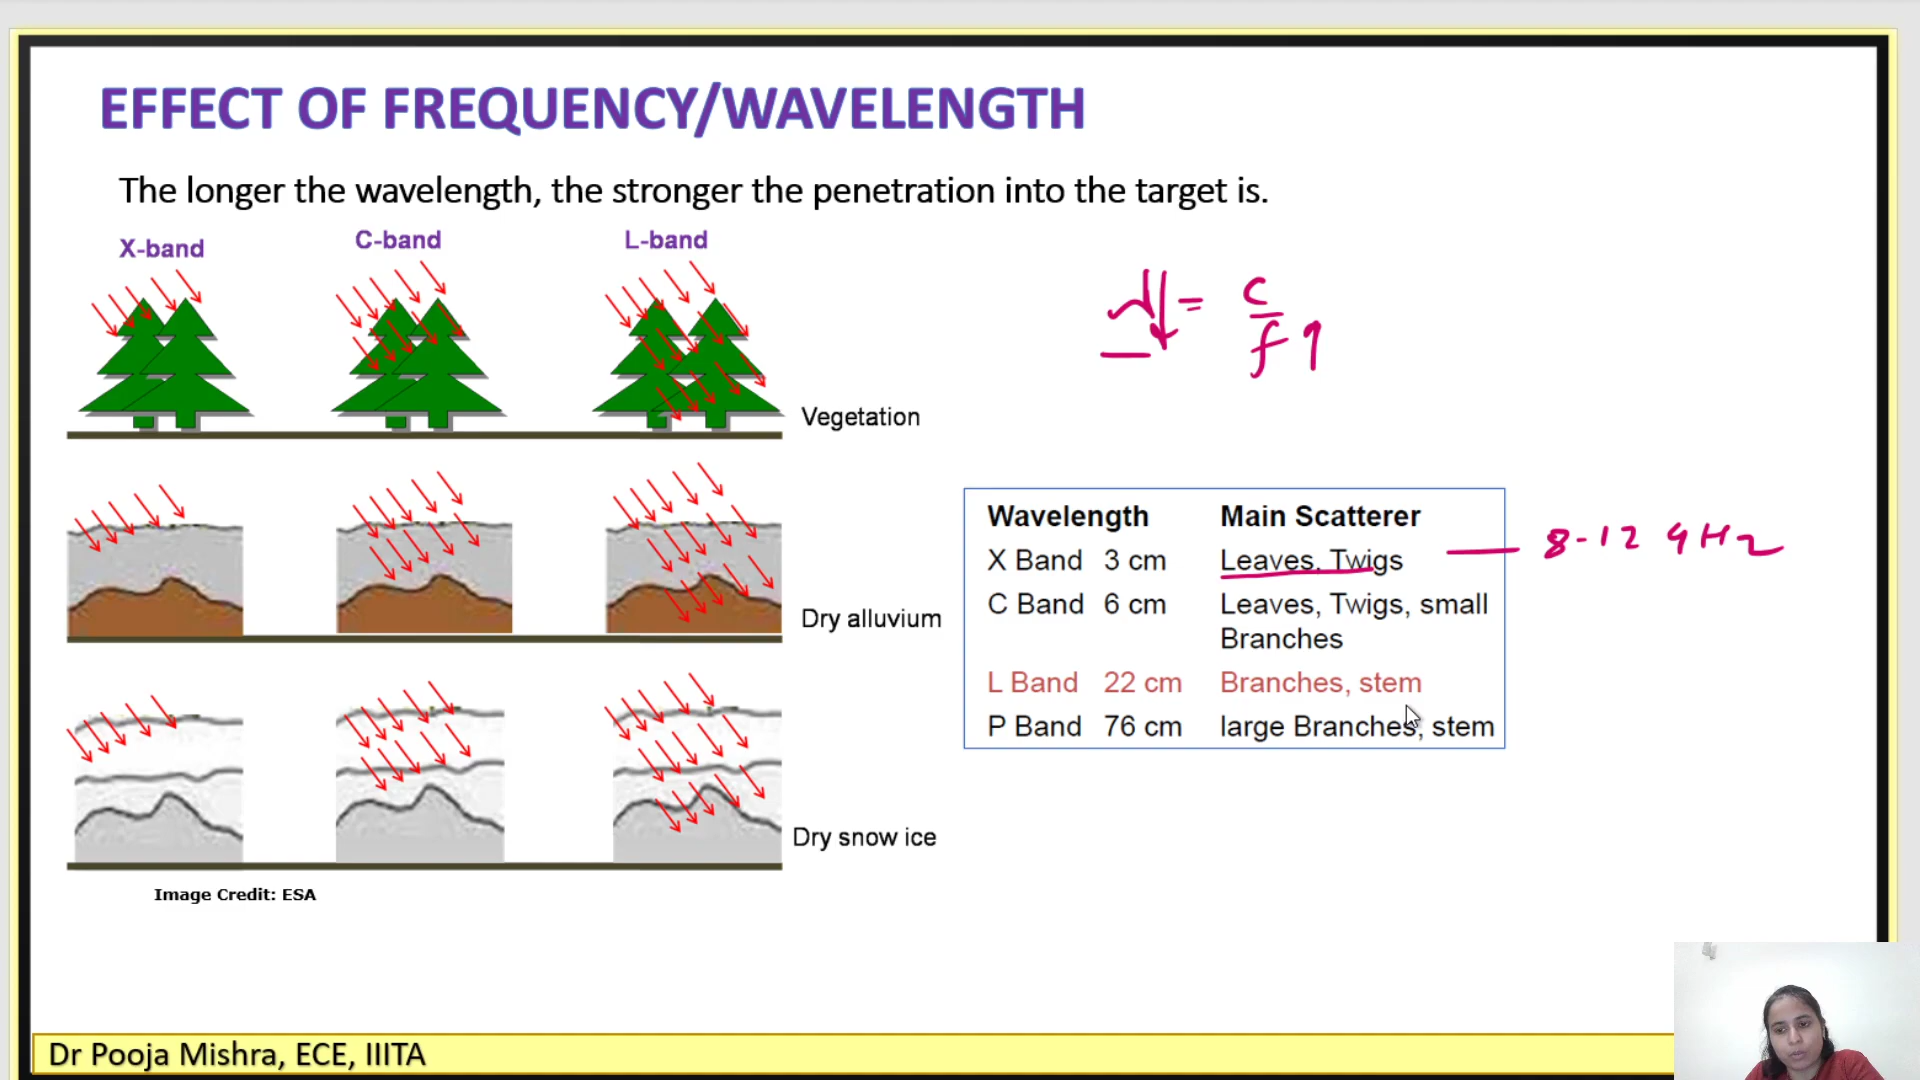 EFFECT OF FREQUENCY/WAVELENGTH
The longer the wavelength, the stronger the penetration into the target is.
X-band C-band L-band
λ↓ = c/f ↑
Vegetation
Wavelength Main Scatterer
X Band 3 cm Leaves, Twigs — 8-12 GHz
C Band 6 cm Leaves, Twigs, small
Branches
Dry alluvium
L Band 22 cm Branches, stem
P Band 76 cm large Branches, stem
Dry snow ice
Image Credit: ESA
Dr Pooja Mishra, ECE, IIITA